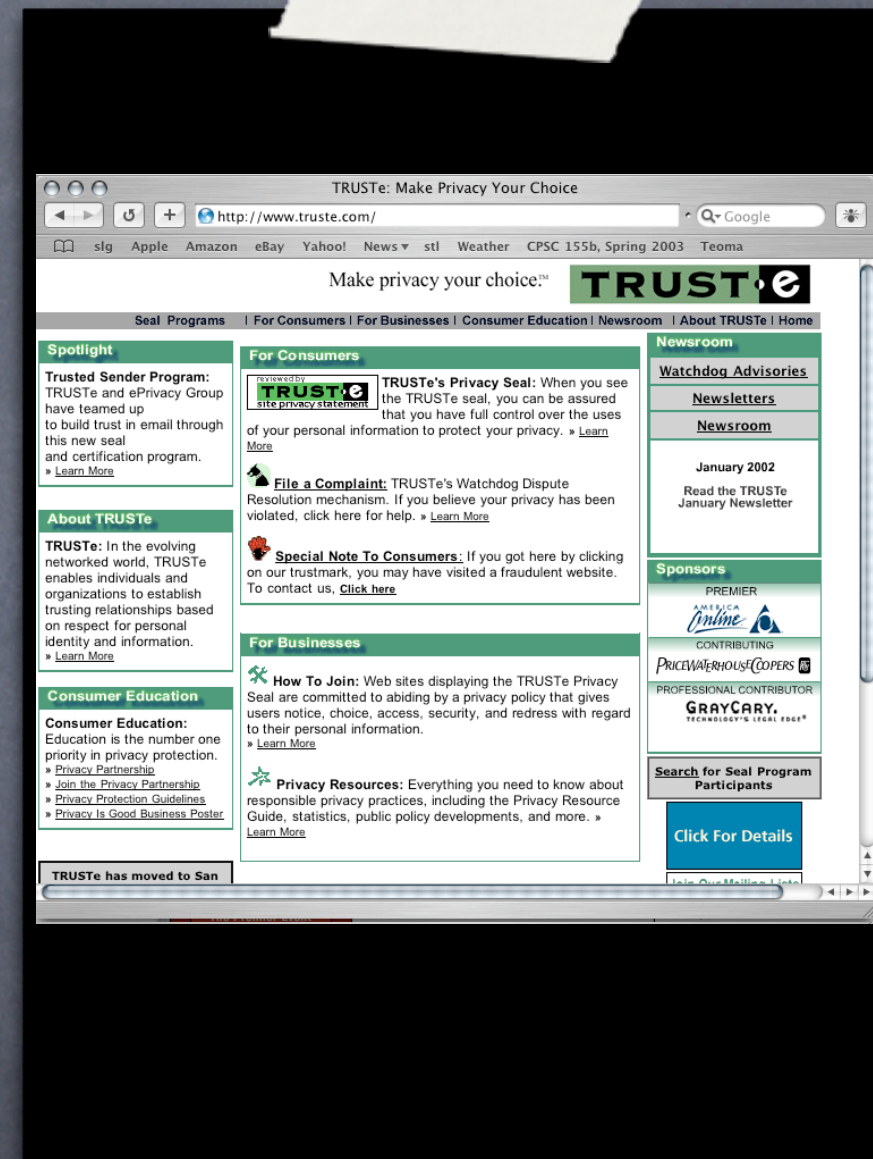 TRUSTe: Make Privacy Your Choice
http://www.truste.com/
Google
slg Apple Amazon eBay Yahoo! News stl Weather CPSC 155b, Spring 2003 Teoma
Make privacy your choice.™ TRUST·e
Seal Programs | For Consumers | For Businesses | Consumer Education | Newsroom | About TRUSTe | Home
Spotlight
Trusted Sender Program:
TRUSTe and ePrivacy Group
have teamed up
to build trust in email through
this new seal
and certification program.
» Learn More
About TRUSTe
TRUSTe: In the evolving
networked world, TRUSTe
enables individuals and
organizations to establish
trusting relationships based
on respect for personal
identity and information.
» Learn More
Consumer Education
Consumer Education:
Education is the number one
priority in privacy protection.
» Privacy Partnership
» Join the Privacy Partnership
» Privacy Protection Guidelines
» Privacy Is Good Business Poster
TRUSTe has moved to San
For Consumers
reviewed by
TRUST·e
site privacy statement
TRUSTe's Privacy Seal: When you see
the TRUSTe seal, you can be assured
that you have full control over the uses
of your personal information to protect your privacy. » Learn
More
File a Complaint: TRUSTe's Watchdog Dispute
Resolution mechanism. If you believe your privacy has been
violated, click here for help. » Learn More
Special Note To Consumers: If you got here by clicking
on our trustmark, you may have visited a fraudulent website.
To contact us, Click here
For Businesses
How To Join: Web sites displaying the TRUSTe Privacy
Seal are committed to abiding by a privacy policy that gives
users notice, choice, access, security, and redress with regard
to their personal information.
» Learn More
Privacy Resources: Everything you need to know about
responsible privacy practices, including the Privacy Resource
Guide, statistics, public policy developments, and more. »
Learn More
Newsroom
Watchdog Advisories
Newsletters
Newsroom
January 2002
Read the TRUSTe
January Newsletter
Sponsors
PREMIER
AMERICA
Online
CONTRIBUTING
PRICEWATERHOUSECOOPERS
PROFESSIONAL CONTRIBUTOR
GRAYCARY.
TECHNOLOGY'S LEGAL EDGE®
Search for Seal Program
Participants
Click For Details
Join Our Mailing Lists